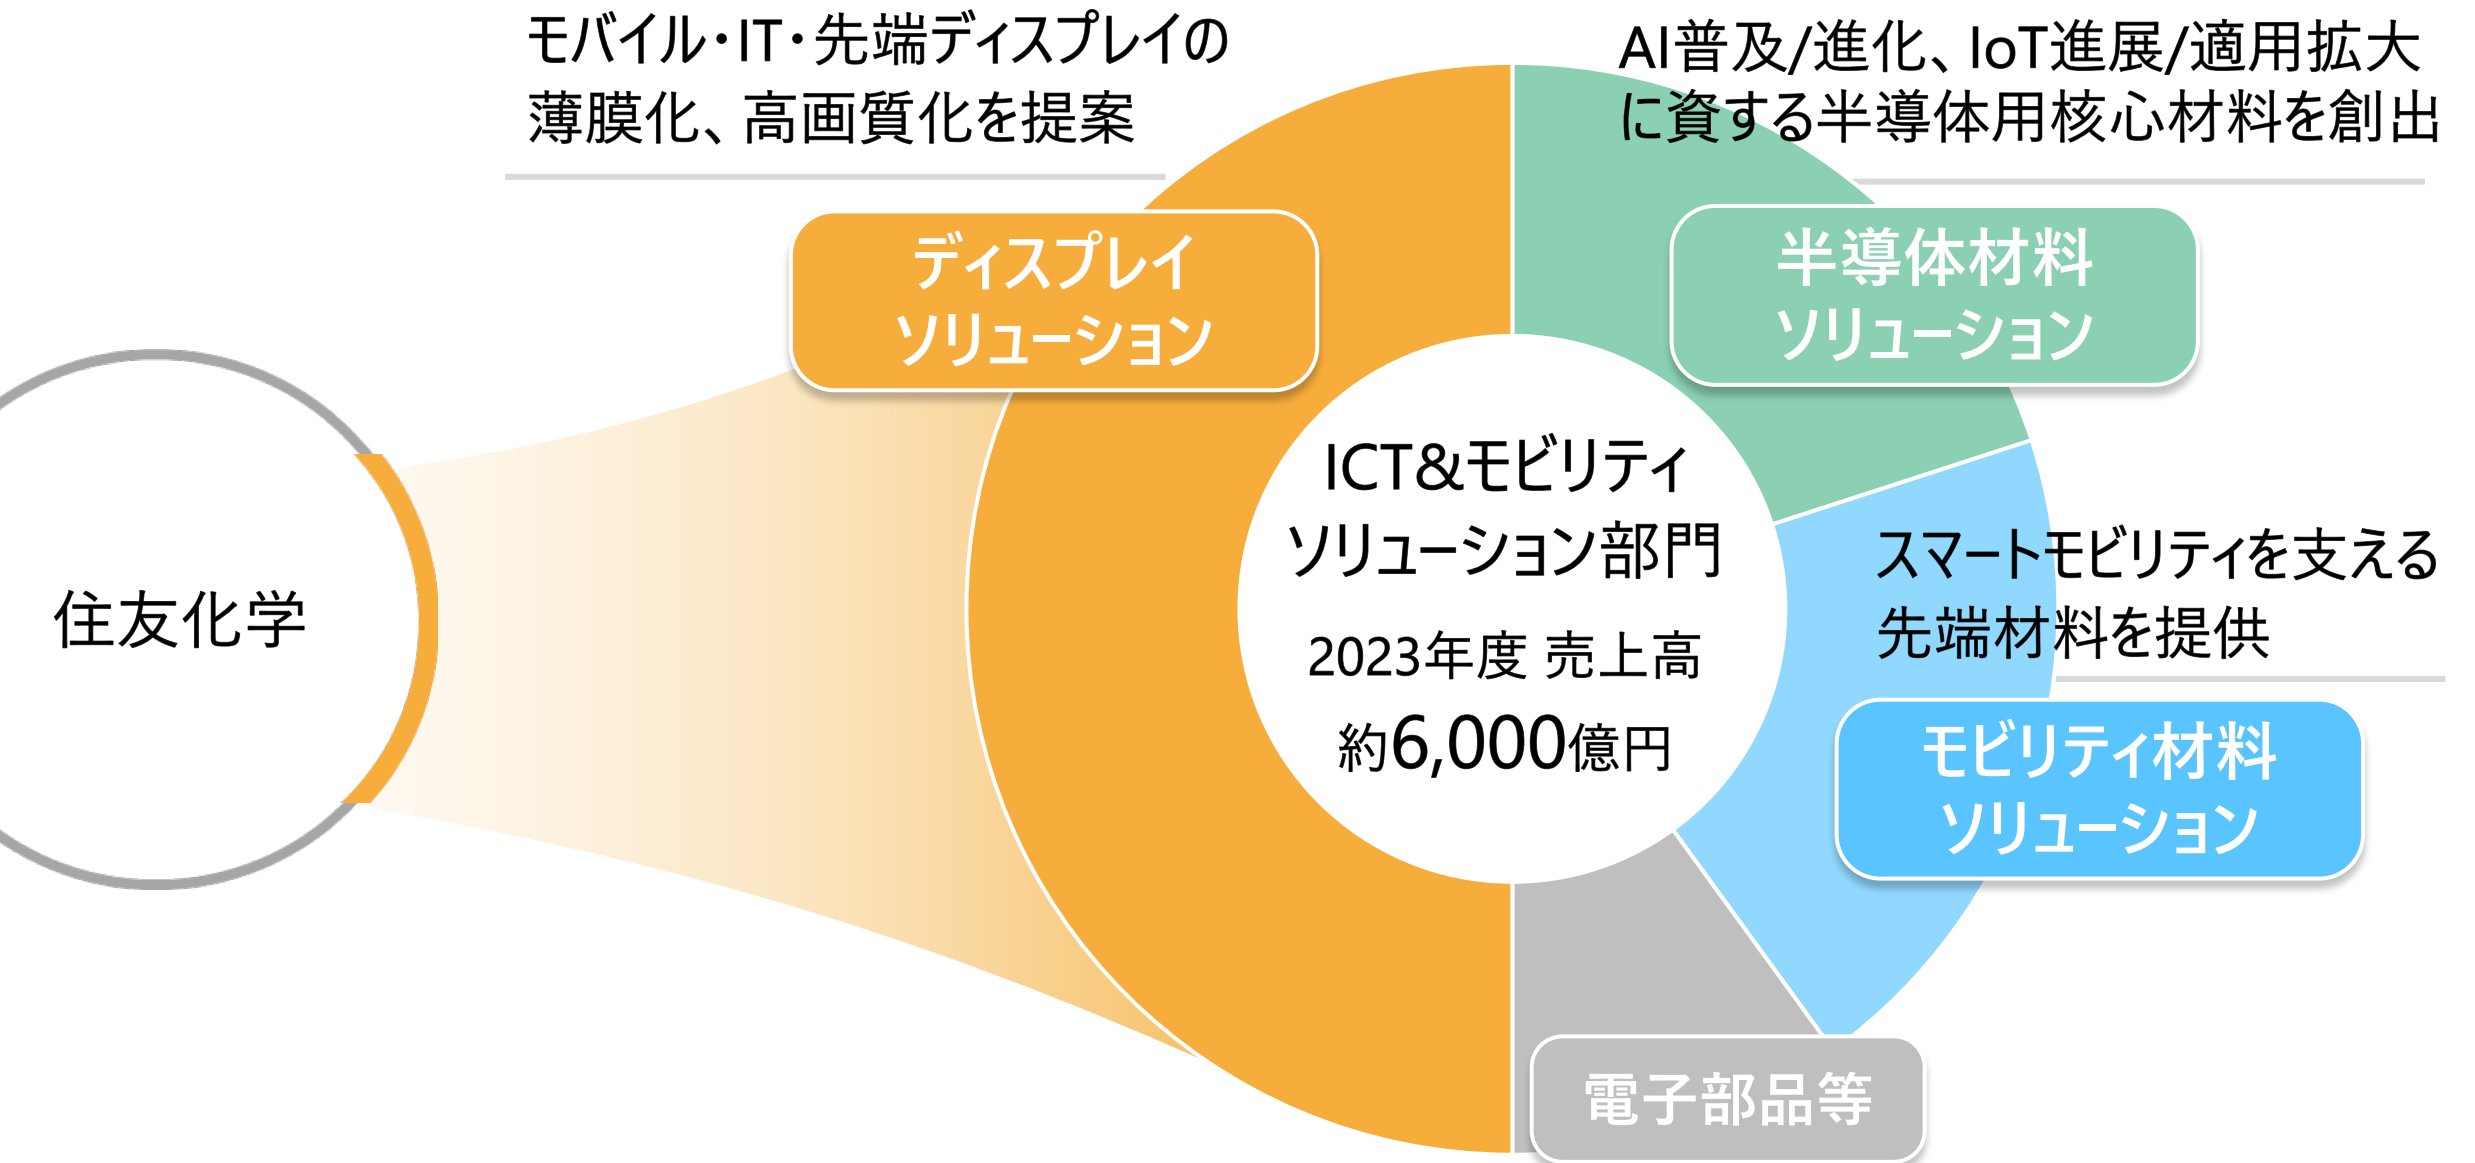 モバイル・IT・先端ディスプレイの
薄膜化、高画質化を提案
ディスプレイ
ソリューション
AI普及/進化、IoT進展/適用拡大
に資する半導体用核心材料を創出
半導体材料
ソリューション
住友化学
ICT&モビリティ
ソリューション部門
2023年度 売上高
約6,000億円
スマートモビリティを支える
先端材料を提供
モビリティ材料
ソリューション
電子部品等